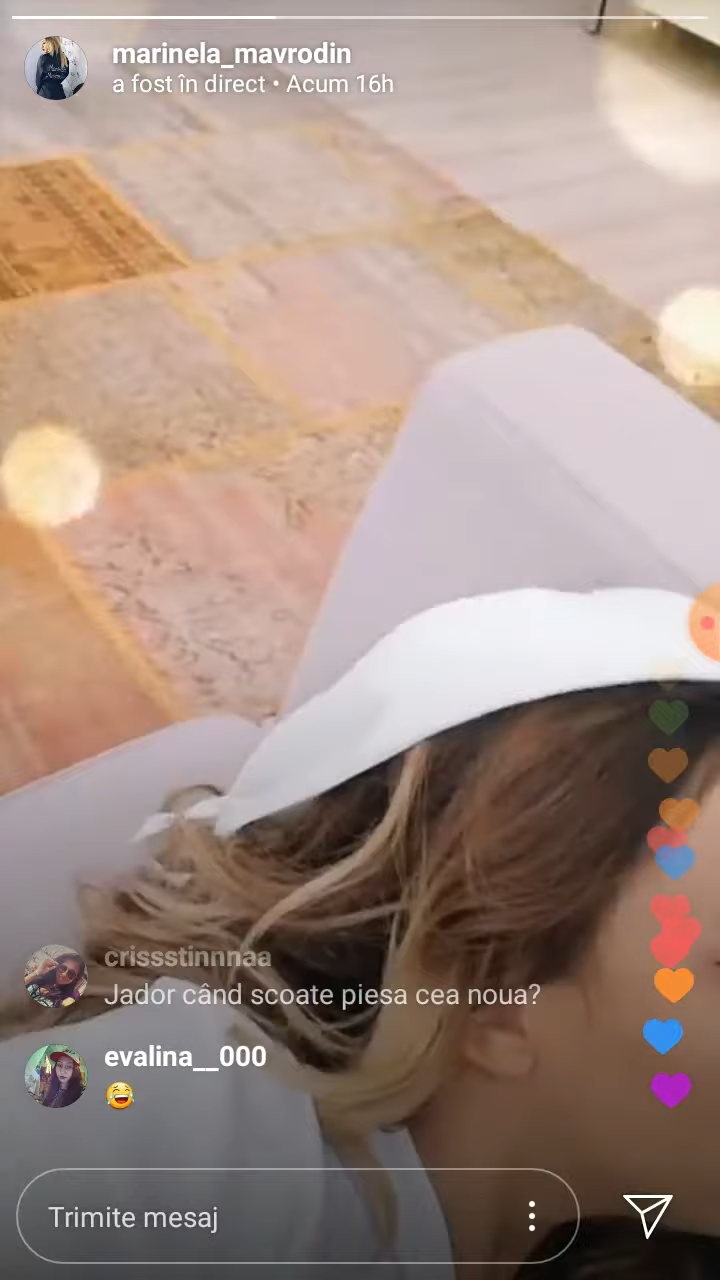 marinela_mavrodin
a fost în direct • Acum 16h
crissstinnnaa
Jador când scoate piesa cea noua?
evalina__000
😂
Trimite mesaj